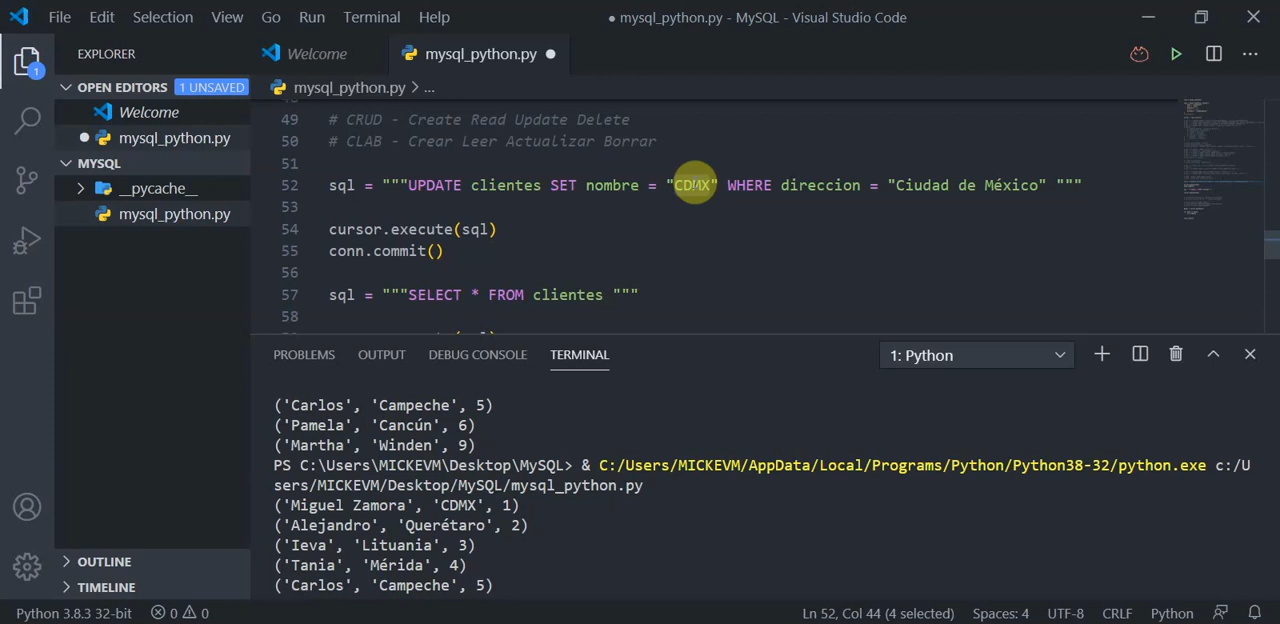 File Edit Selection View Go Run Terminal Help
● mysql_python.py - MySQL - Visual Studio Code
EXPLORER
Welcome
mysql_python.py
OPEN EDITORS 1 UNSAVED
mysql_python.py > ...
Welcome
mysql_python.py
MYSQL
__pycache__
mysql_python.py
1
49 # CRUD - Create Read Update Delete
50 # CLAB - Crear Leer Actualizar Borrar
51
52 sql = """UPDATE clientes SET nombre = "CDMX" WHERE direccion = "Ciudad de México" """
53
54 cursor.execute(sql)
55 conn.commit()
56
57 sql = """SELECT * FROM clientes """
58
PROBLEMS OUTPUT DEBUG CONSOLE TERMINAL
1: Python
('Carlos', 'Campeche', 5)
('Pamela', 'Cancún', 6)
('Martha', 'Winden', 9)
PS C:\Users\MICKEVM\Desktop\MySQL> & C:/Users/MICKEVM/AppData/Local/Programs/Python/Python38-32/python.exe c:/U
sers/MICKEVM/Desktop/MySQL/mysql_python.py
('Miguel Zamora', 'CDMX', 1)
('Alejandro', 'Querétaro', 2)
('Ieva', 'Lituania', 3)
('Tania', 'Mérida', 4)
('Carlos', 'Campeche', 5)
OUTLINE
TIMELINE
Python 3.8.3 32-bit 0 0
Ln 52, Col 44 (4 selected) Spaces: 4 UTF-8 CRLF Python